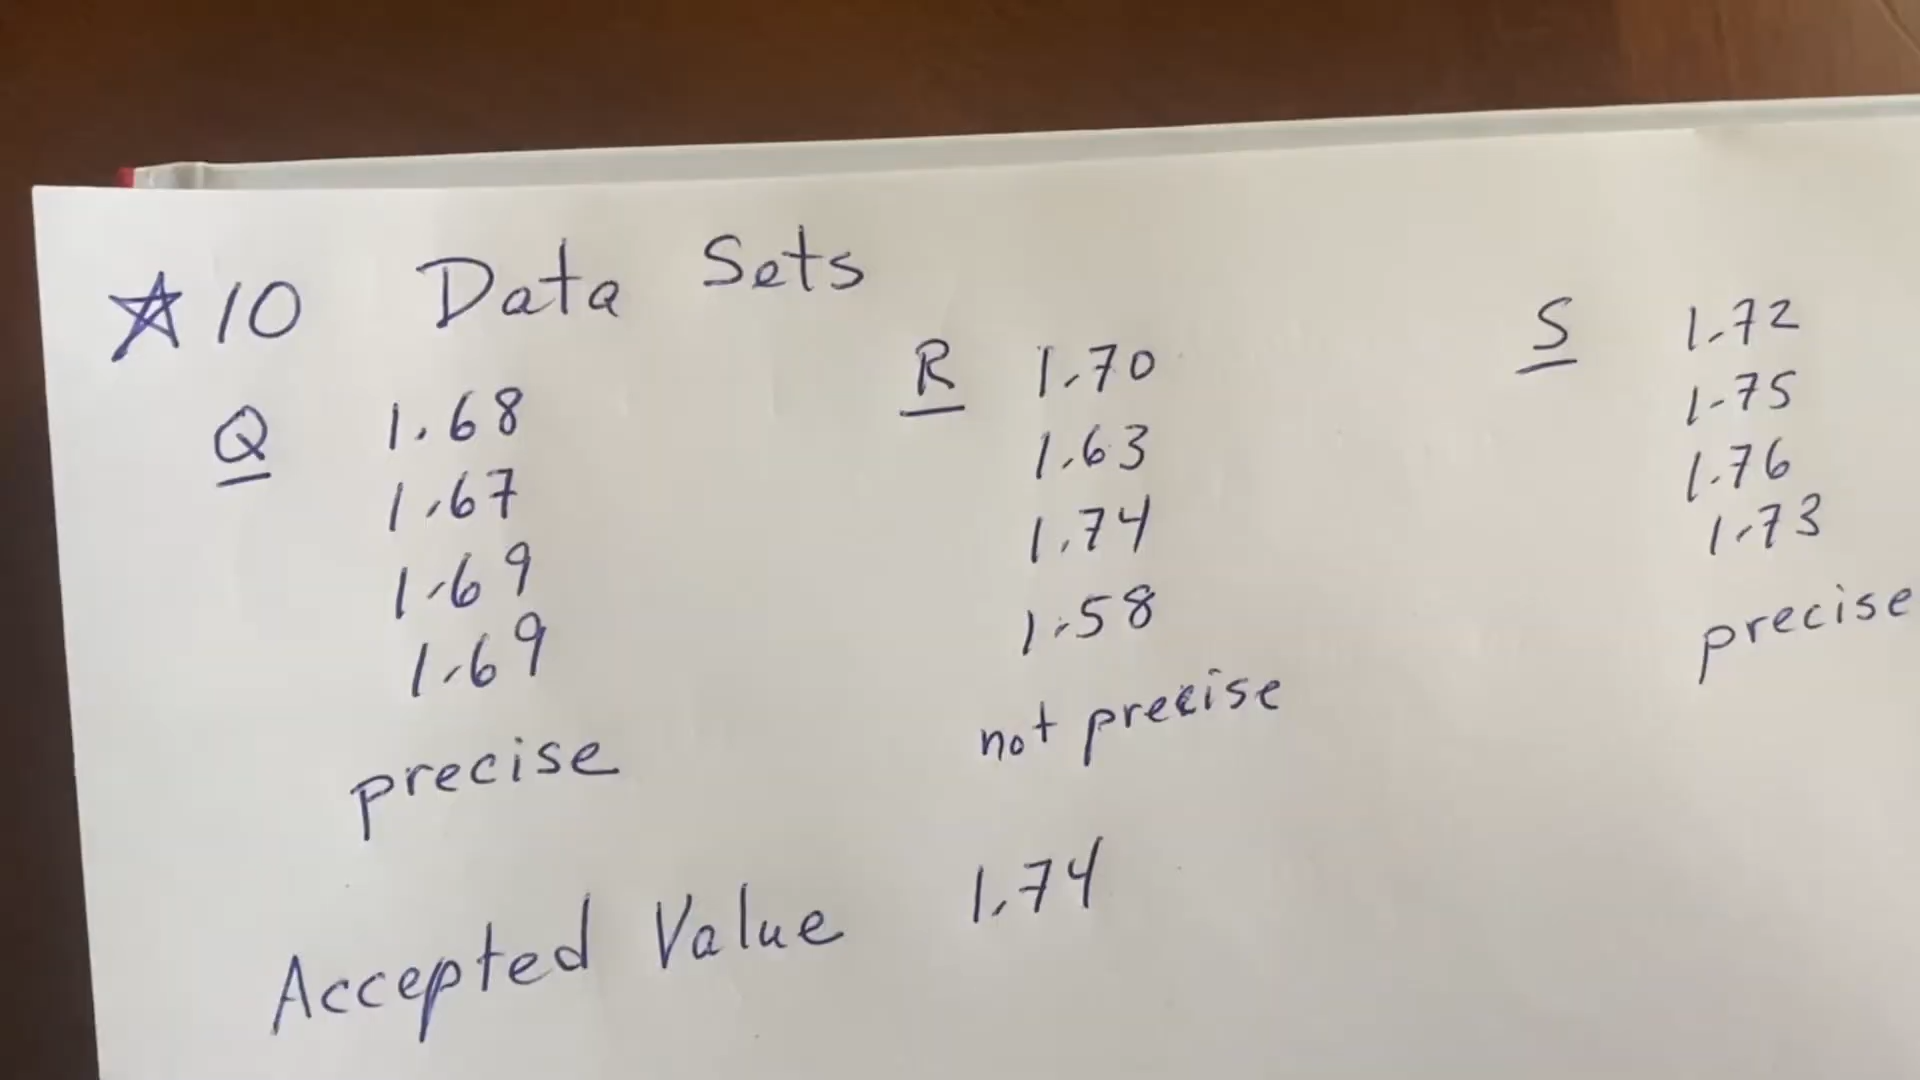 ☆10 Data Sets
Q 1.68
1.67
1.69
1.69
precise
R 1.70
1.63
1.74
1.58
not precise
S 1.72
1.75
1.76
1.73
precise
Accepted Value 1.74